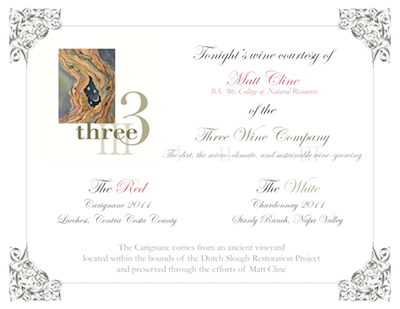 Tonight's wine courtesy of
Matt Cline
B.S. '86, College of Natural Resources
of the
Three Wine Company
The dirt, the micro-climate, and sustainable wine-growing
three
III
3
The Red
Carignane 2011
Lucchesi, Contra Costa County
The White
Chardonnay 2011
Stanly Ranch, Napa Valley
The Carignane comes from an ancient vineyard
located within the bounds of the Dutch Slough Restoration Project
and preserved through the efforts of Matt Cline